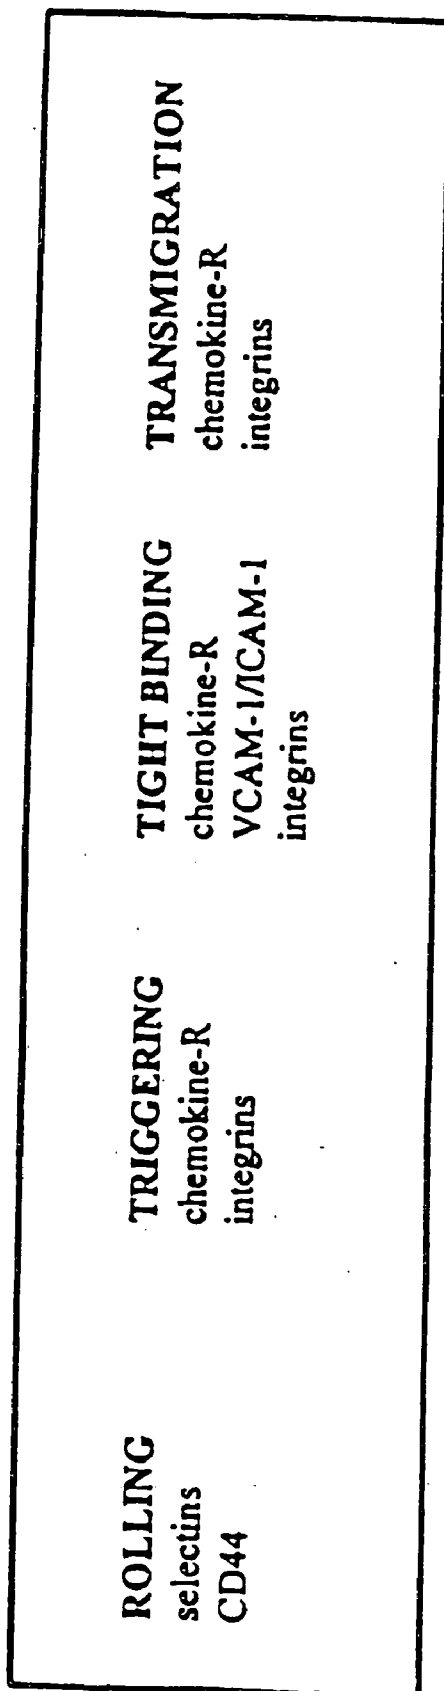 ROLLING
selectins
CD44
TRIGGERING
chemokine-R
integrins
TIGHT BINDING
chemokine-R
VCAM-1/ICAM-1
integrins
TRANSMIGRATION
chemokine-R
integrins